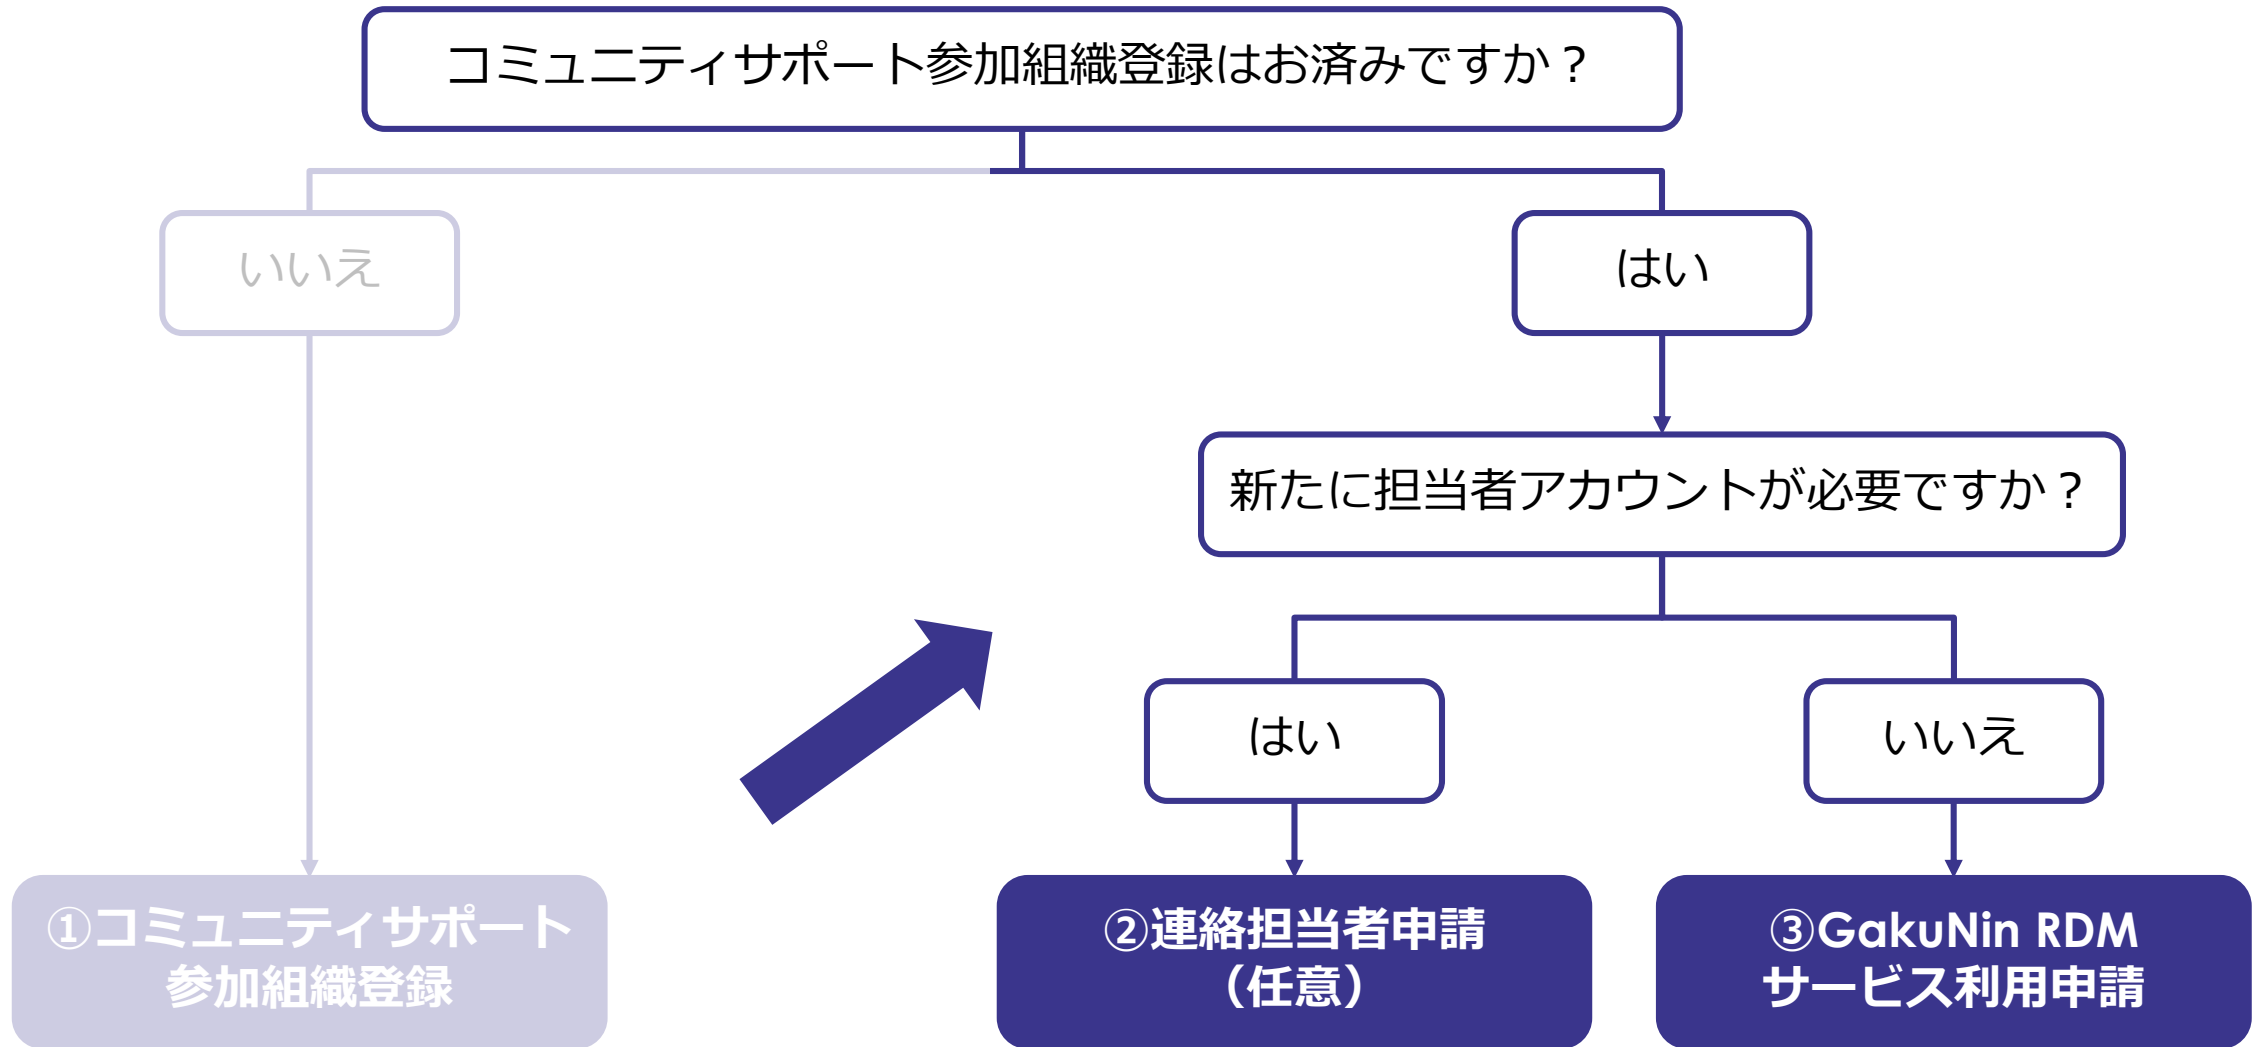 コミュニティサポート参加組織登録はお済みですか？
いいえ
はい
新たに担当者アカウントが必要ですか？
はい
いいえ
①コミュニティサポート
参加組織登録
②連絡担当者申請
（任意）
③GakuNin RDM
サービス利用申請